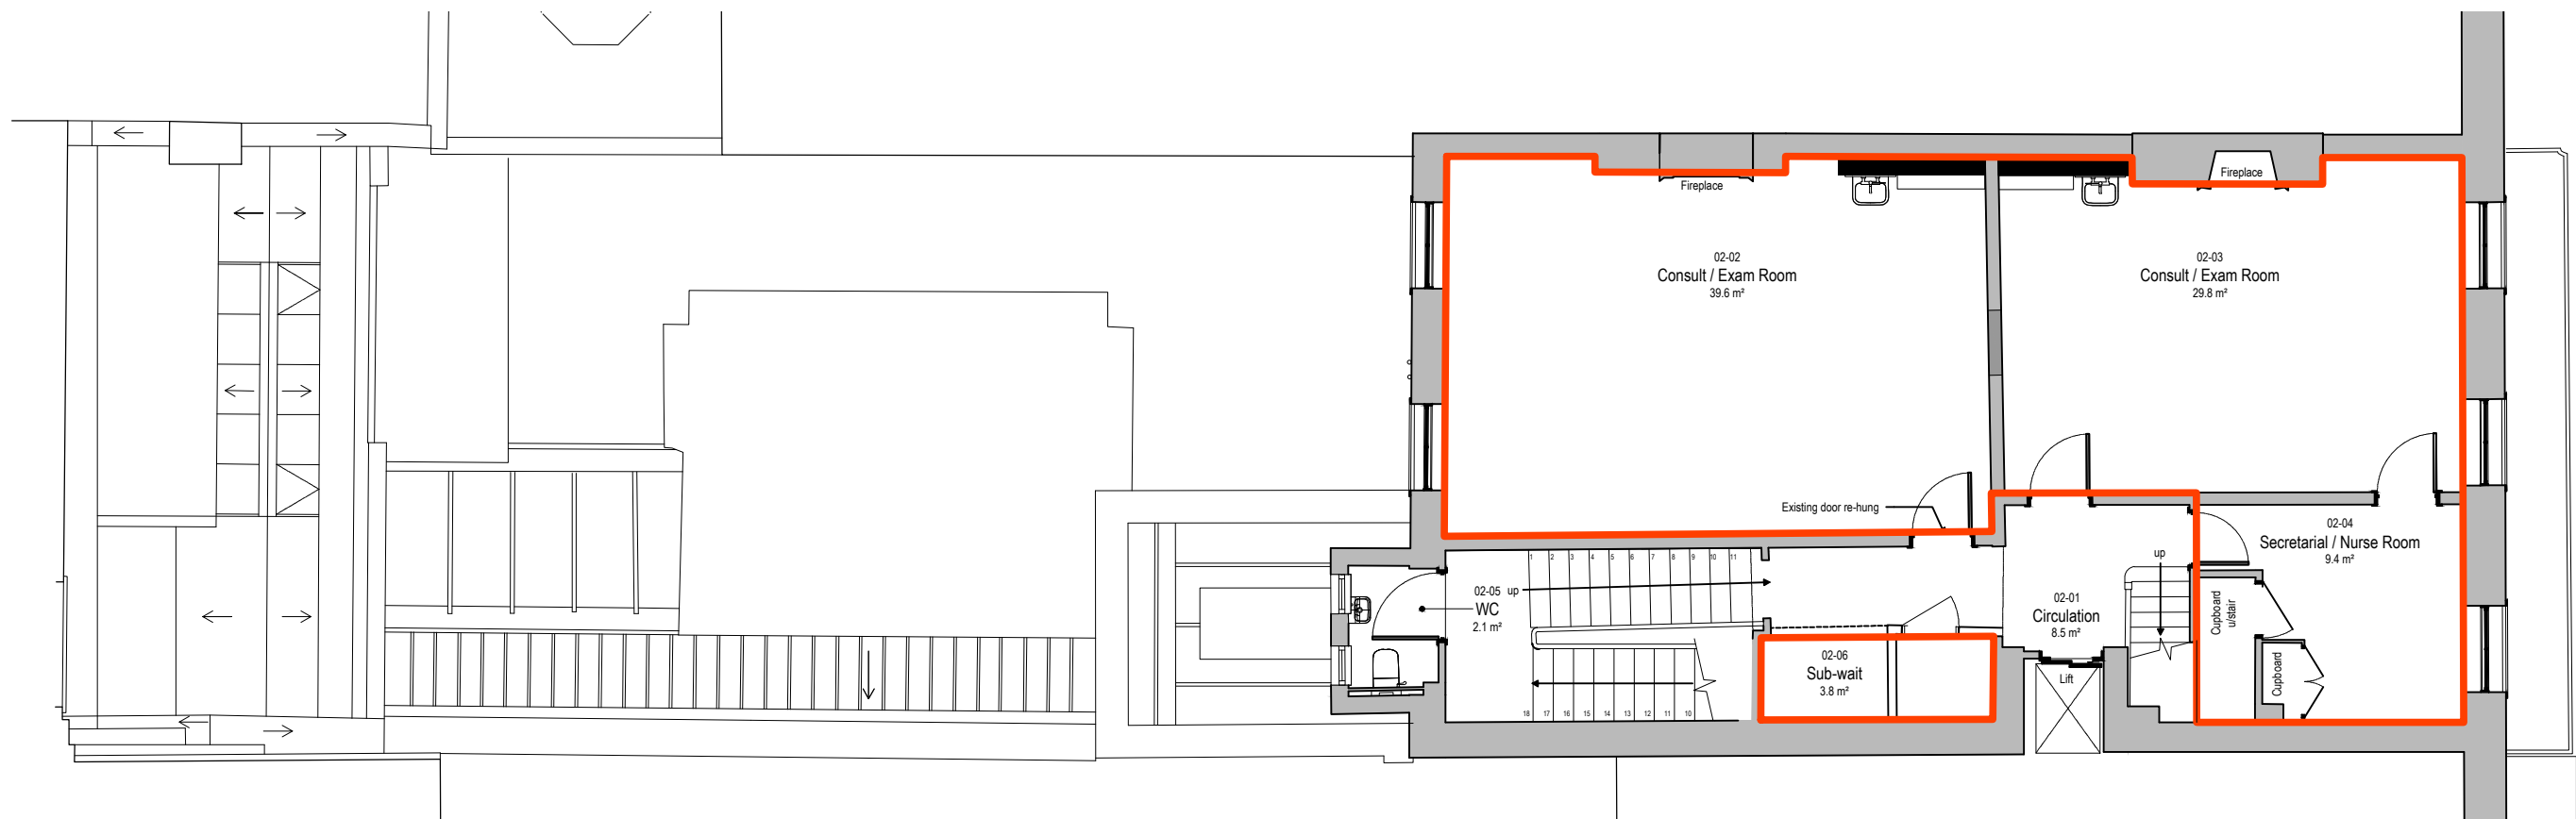 Fireplace
Fireplace
02-02
Consult / Exam Room
39.6 m²
02-03
Consult / Exam Room
29.8 m²
Existing door re-hung
02-04
Secretarial / Nurse Room
9.4 m²
up
1 2 3 4 5 6 7 8 9 10 11
02-05
WC
2.1 m²
up
02-01
Circulation
8.5 m²
Cupboard
u/stair
02-06
Sub-wait
3.8 m²
Lift
Cupboard
18 17 16 15 14 13 12 11 10